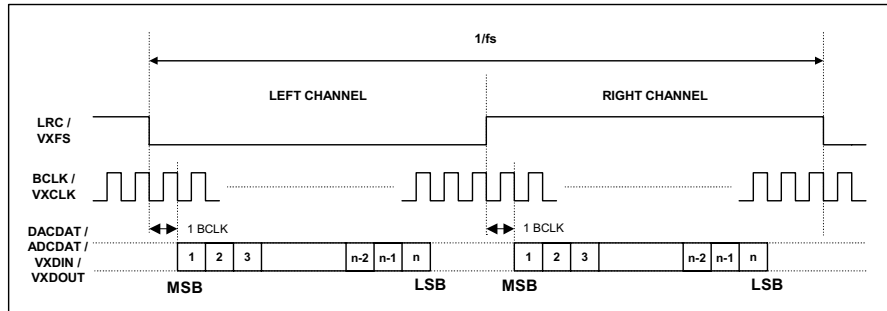 1/fs
LEFT CHANNEL
RIGHT CHANNEL
LRC /
VXFS
BCLK /
VXCLK
1 BCLK
1 BCLK
DACDAT /
ADCDAT /
VXDIN /
VXDOUT
1 2 3 n-2 n-1 n
1 2 3 n-2 n-1 n
MSB LSB MSB LSB